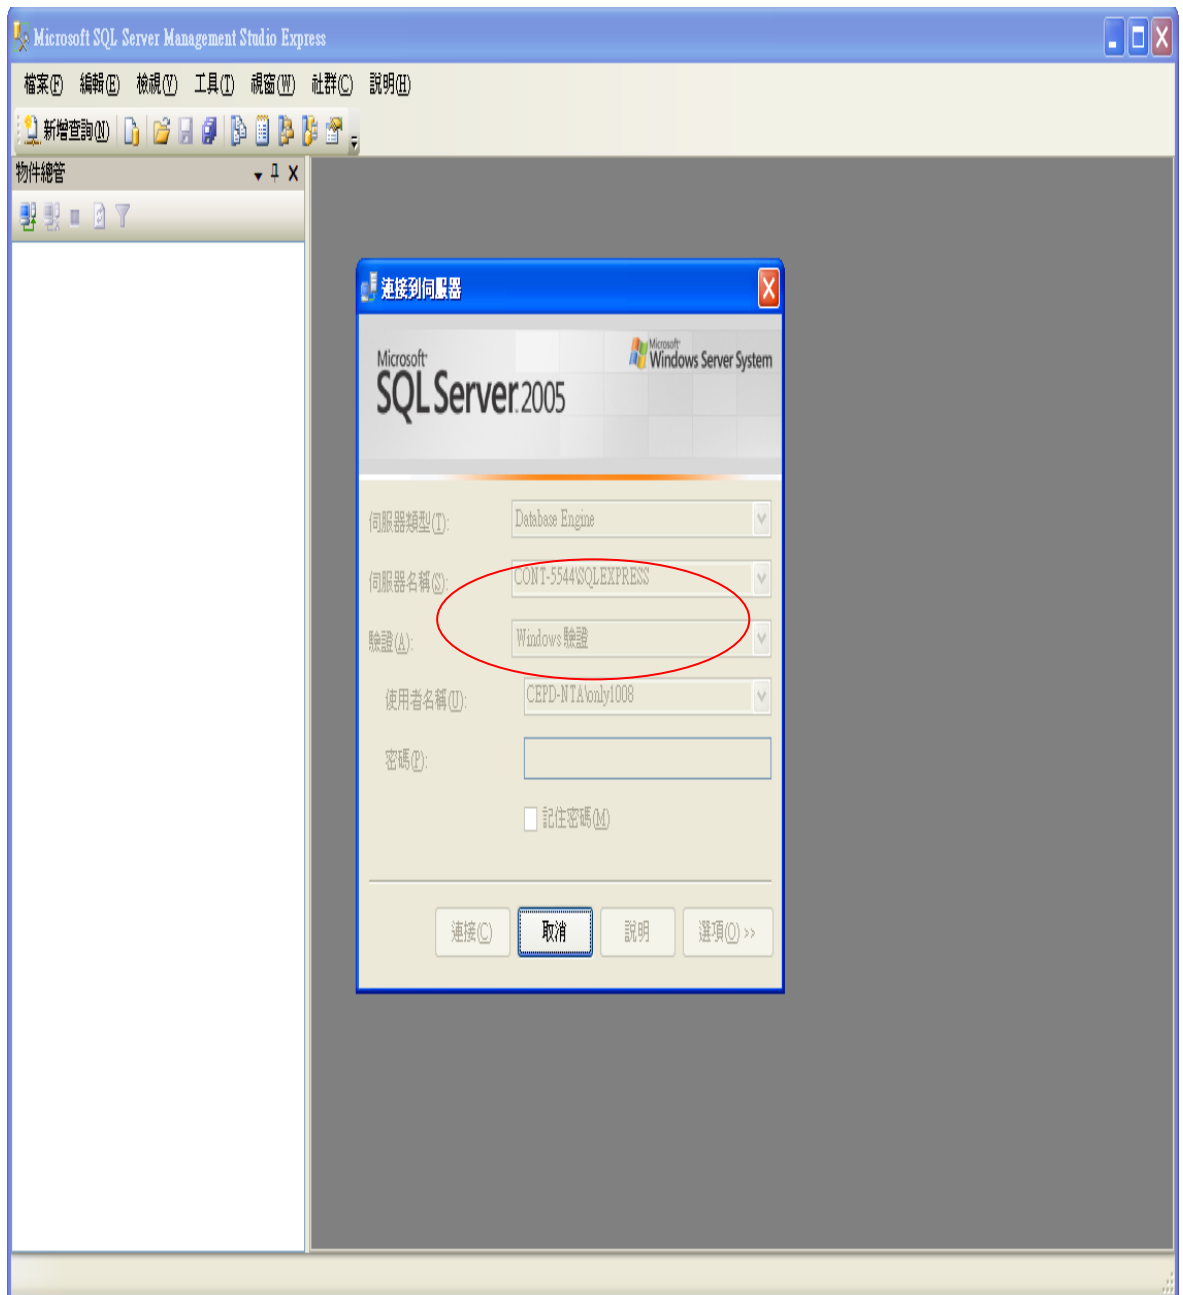 Microsoft SQL Server Management Studio Express
檔案(F) 編輯(E) 檢視(V) 工具(T) 視窗(W) 社群(C) 說明(H)
新增查詢(N)
物件總管
連接到伺服器
Microsoft
SQL Server 2005
Microsoft
Windows Server System
伺服器類型(T): Database Engine
伺服器名稱(S): CONT-5544\SQLEXPRESS
驗證(A): Windows 驗證
使用者名稱(U): CEPD-NTA\only1008
密碼(P):
記住密碼(M)
連接(C) 取消 說明 選項(O) >>